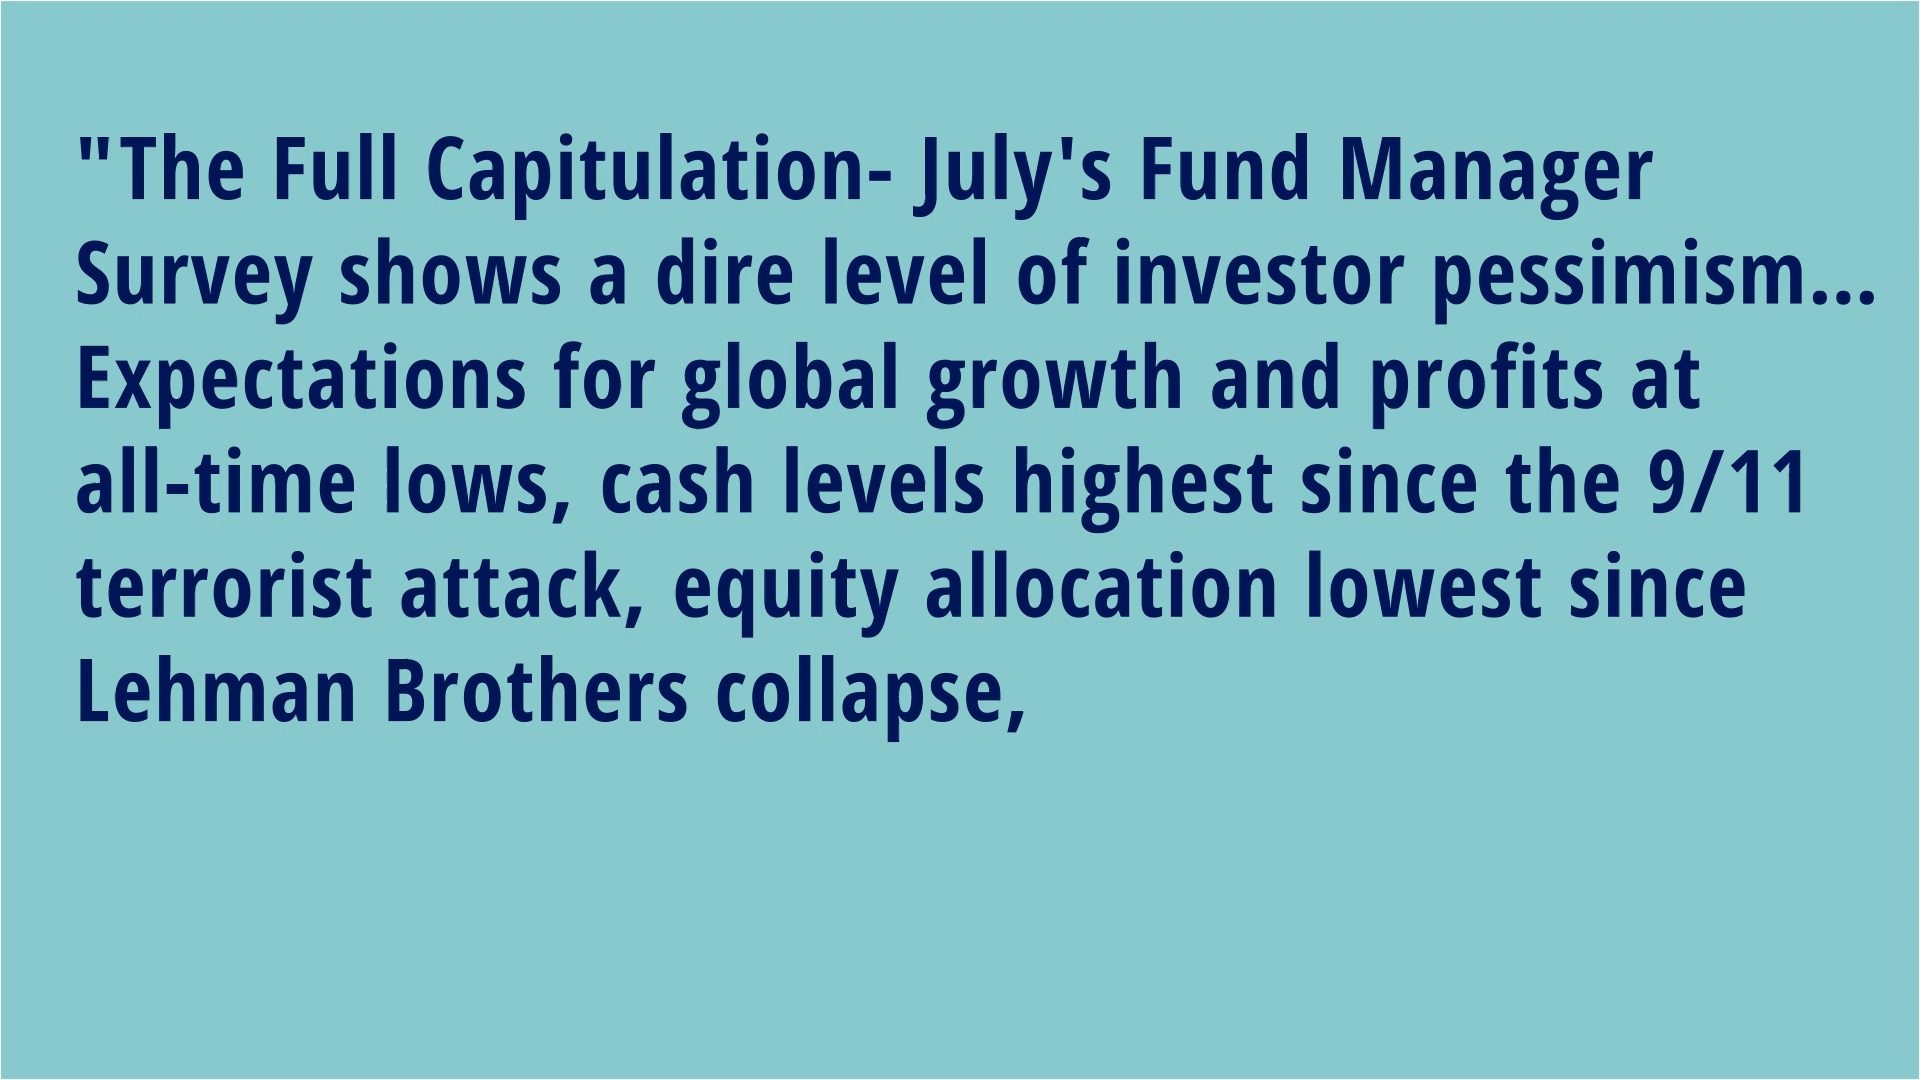 "The Full Capitulation- July's Fund Manager
Survey shows a dire level of investor pessimism...
Expectations for global growth and profits at
all-time lows, cash levels highest since the 9/11
terrorist attack, equity allocation lowest since
Lehman Brothers collapse,